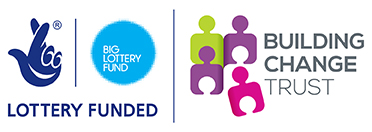 ®
BIG
LOTTERY
FUND
LOTTERY FUNDED
BUILDING
CHANGE
TRUST